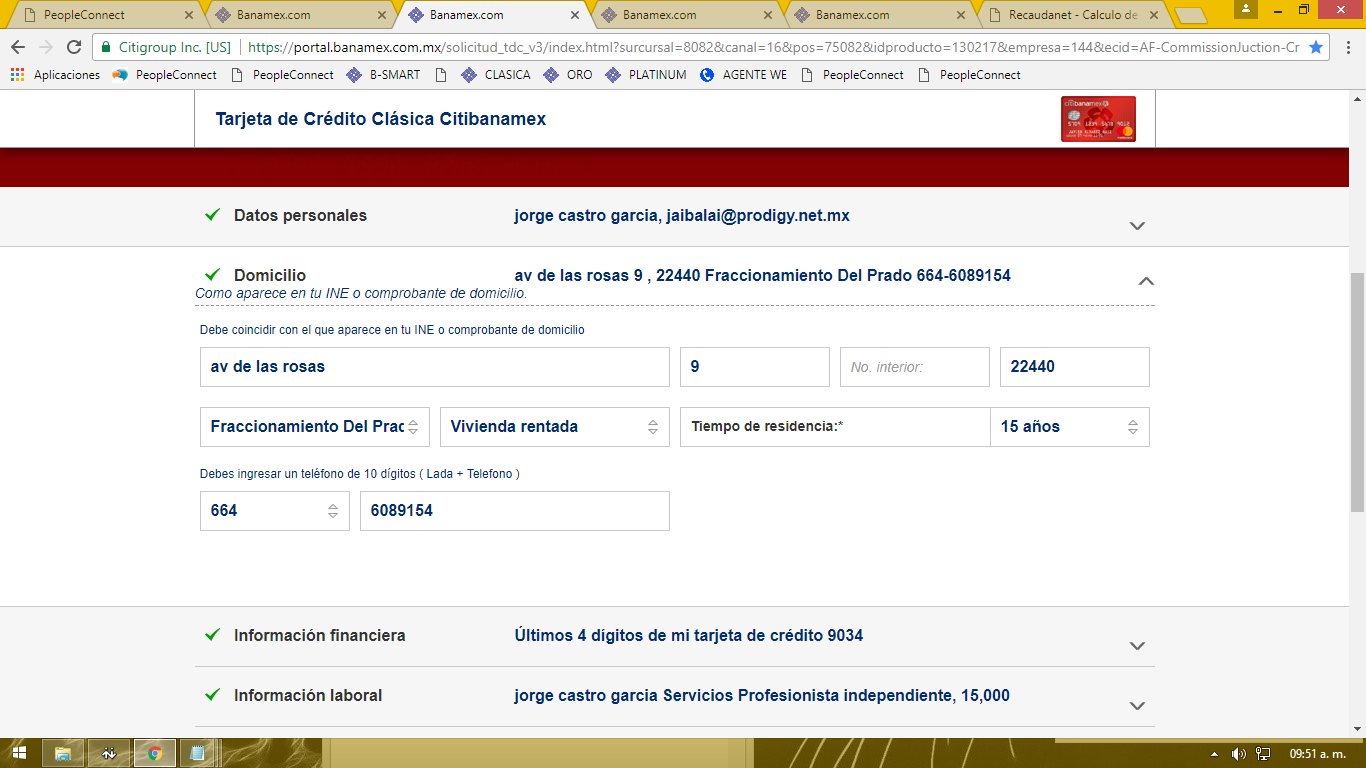 PeopleConnect
Banamex.com
Banamex.com
Banamex.com
Banamex.com
Recaudanet - Calculo de
Citigroup Inc. [US]
https://portal.banamex.com.mx/solicitud_tdc_v3/index.html?surcursal=8082&canal=16&pos=75082&idproducto=130217&empresa=144&ecid=AF-CommissionJuction-Cr
Aplicaciones PeopleConnect PeopleConnect B-SMART CLASICA ORO PLATINUM AGENTE WE PeopleConnect PeopleConnect
Tarjeta de Crédito Clásica Citibanamex
citibanamex
Datos personales jorge castro garcia, jaibalai@prodigy.net.mx
Domicilio av de las rosas 9 , 22440 Fraccionamiento Del Prado 664-6089154
Como aparece en tu INE o comprobante de domicilio.
Debe coincidir con el que aparece en tu INE o comprobante de domicilio
av de las rosas 9 No. interior: 22440
Fraccionamiento Del Prac Vivienda rentada Tiempo de residencia:* 15 años
Debes ingresar un teléfono de 10 dígitos ( Lada + Telefono )
664 6089154
Información financiera Últimos 4 dígitos de mi tarjeta de crédito 9034
Información laboral jorge castro garcia Servicios Profesionista independiente, 15,000
09:51 a. m.